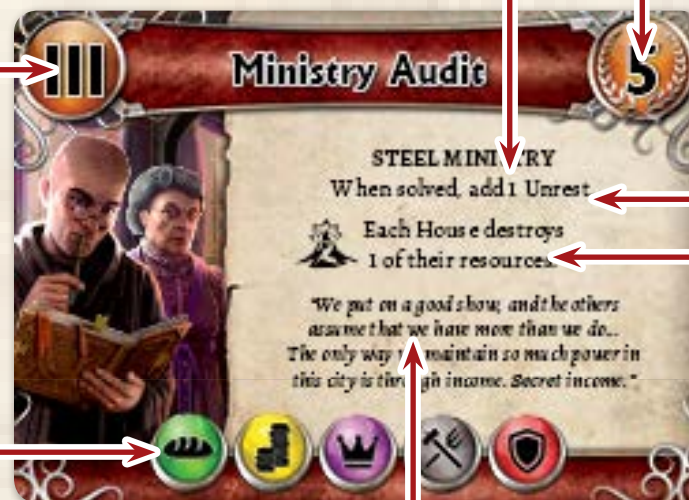 III
Ministry Audit
5
STEEL MINISTRY
When solved, add 1 Unrest
Each House destroys
1 of their resources.
"We put on a good show, and the others
assume that we have more than we do...
The only way we maintain so much power in
this city is through income. Secret income."